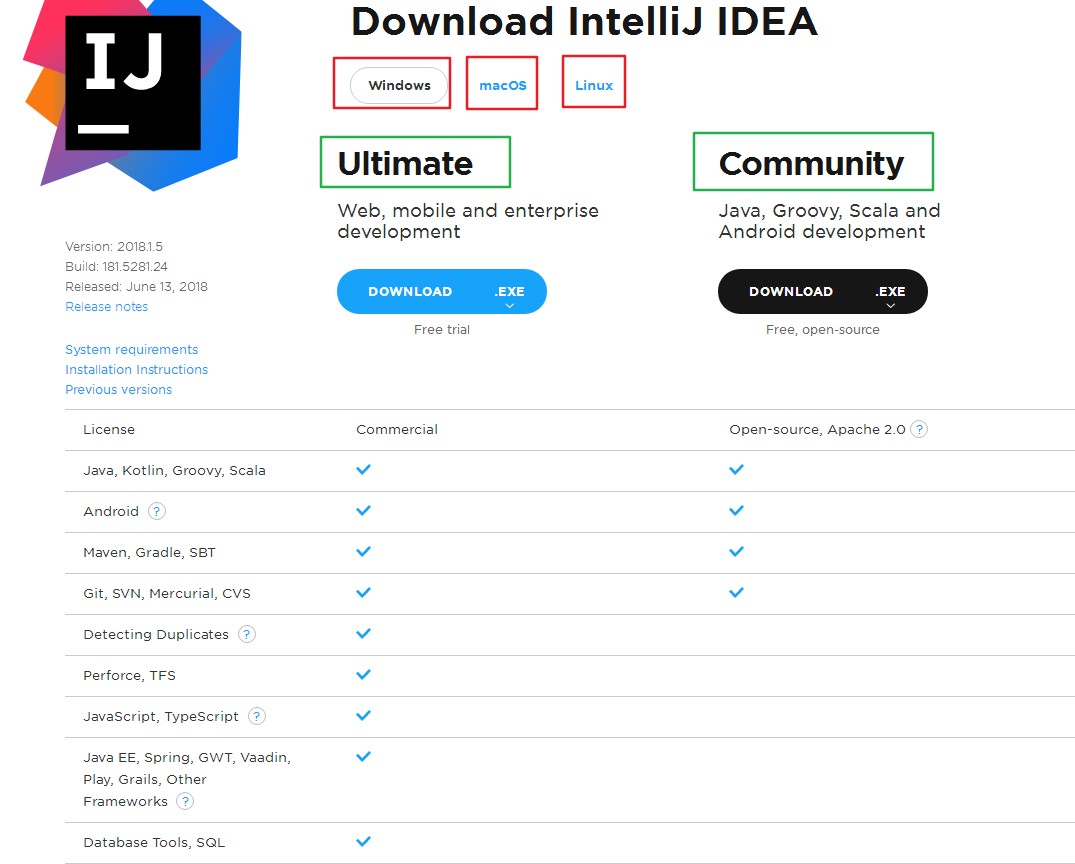 IJ
Download IntelliJ IDEA
Windows macOS Linux
Ultimate
Web, mobile and enterprise
development
DOWNLOAD .EXE
Free trial
Community
Java, Groovy, Scala and
Android development
DOWNLOAD .EXE
Free, open-source
Version: 2018.1.5
Build: 181.5281.24
Released: June 13, 2018
Release notes
System requirements
Installation Instructions
Previous versions
License Commercial Open-source, Apache 2.0 ?
Java, Kotlin, Groovy, Scala
Android ?
Maven, Gradle, SBT
Git, SVN, Mercurial, CVS
Detecting Duplicates ?
Perforce, TFS
JavaScript, TypeScript ?
Java EE, Spring, GWT, Vaadin,
Play, Grails, Other
Frameworks ?
Database Tools, SQL